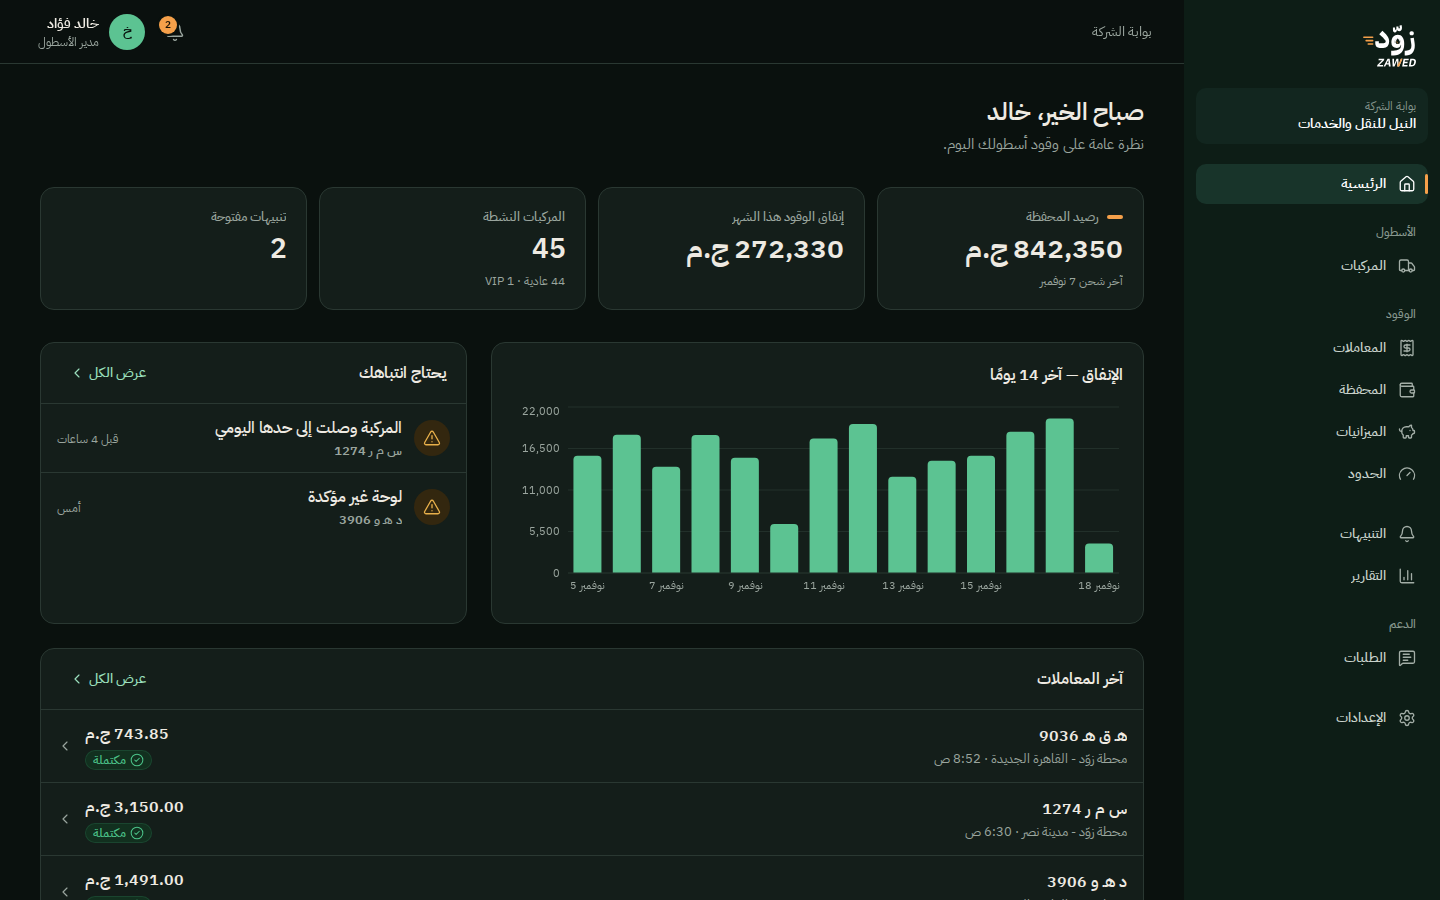 زوّد
ZAWED
بوابة الشركة
النيل للنقل والخدمات
الرئيسية
الأسطول
المركبات
الوقود
المعاملات
المحفظة
الميزانيات
الحدود
التنبيهات
التقارير
الدعم
الطلبات
الإعدادات
بوابة الشركة
2
خ
خالد فؤاد
مدير الأسطول
صباح الخير، خالد
نظرة عامة على وقود أسطولك اليوم.
رصيد المحفظة
842,350 ج.م
آخر شحن 7 نوفمبر
إنفاق الوقود هذا الشهر
272,330 ج.م
المركبات النشطة
45
44 عادية · 1 VIP
تنبيهات مفتوحة
2
الإنفاق — آخر 14 يومًا
22,000
16,500
11,000
5,500
0
5 نوفمبر
7 نوفمبر
9 نوفمبر
11 نوفمبر
13 نوفمبر
15 نوفمبر
18 نوفمبر
يحتاج انتباهك
عرض الكل
المركبة وصلت إلى حدها اليومي
س م ر 1274
قبل 4 ساعات
لوحة غير مؤكدة
د هـ و 3906
أمس
آخر المعاملات
عرض الكل
هـ ق هـ 9036
محطة زوّد - القاهرة الجديدة · 8:52 ص
743.85 ج.م
مكتملة
س م ر 1274
محطة زوّد - مدينة نصر · 6:30 ص
3,150.00 ج.م
مكتملة
د هـ و 3906
1,491.00 ج.م